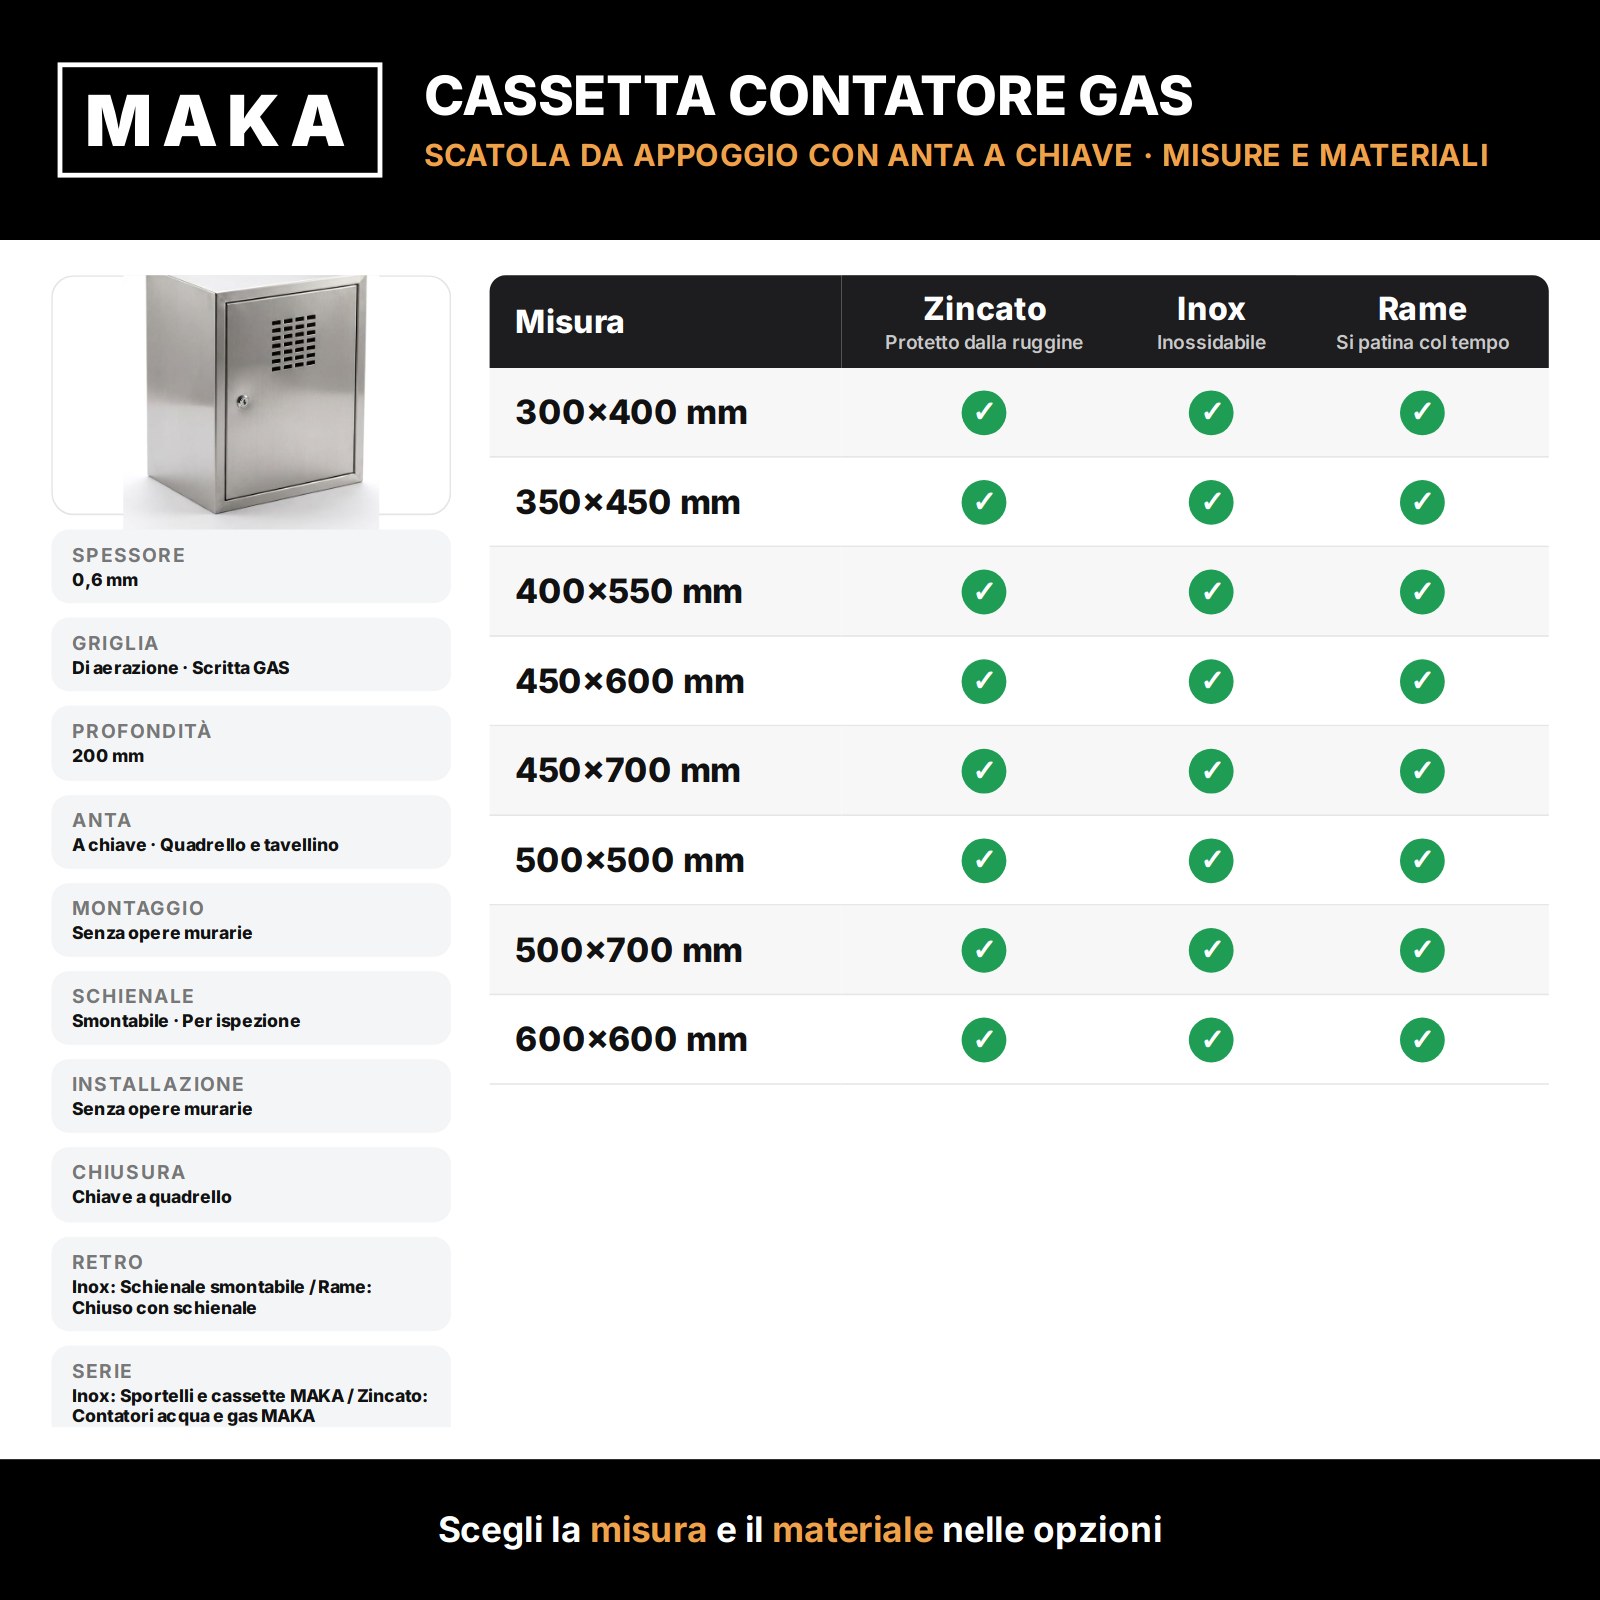 MAKA
CASSETTA CONTATORE GAS
SCATOLA DA APPOGGIO CON ANTA A CHIAVE · MISURE E MATERIALI
SPESSORE
0,6 mm
GRIGLIA
Di aerazione · Scritta GAS
PROFONDITÀ
200 mm
ANTA
A chiave · Quadrello e tavellino
MONTAGGIO
Senza opere murarie
SCHIENALE
Smontabile · Per ispezione
INSTALLAZIONE
Senza opere murarie
CHIUSURA
Chiave a quadrello
RETRO
Inox: Schienale smontabile / Rame:
Chiuso con schienale
SERIE
Inox: Sportelli e cassette MAKA / Zincato:
Contatori acqua e gas MAKA
Misura Zincato Inox Rame
Protetto dalla ruggine Inossidabile Si patina col tempo
300×400 mm ✓ ✓ ✓
350×450 mm ✓ ✓ ✓
400×550 mm ✓ ✓ ✓
450×600 mm ✓ ✓ ✓
450×700 mm ✓ ✓ ✓
500×500 mm ✓ ✓ ✓
500×700 mm ✓ ✓ ✓
600×600 mm ✓ ✓ ✓
Scegli la misura e il materiale nelle opzioni